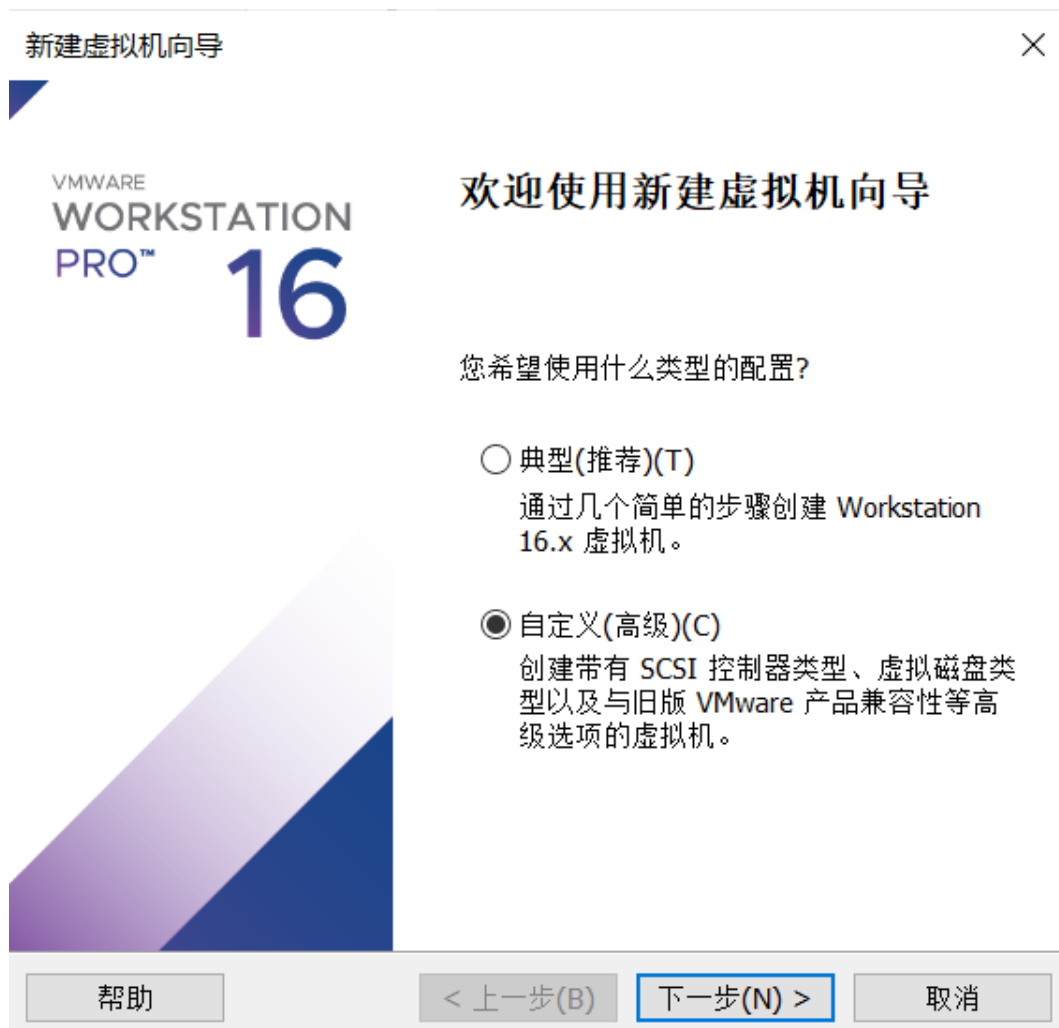 新建虚拟机向导
VMWARE
WORKSTATION
PRO™ 16
欢迎使用新建虚拟机向导
您希望使用什么类型的配置?
典型(推荐)(T)
通过几个简单的步骤创建 Workstation
16.x 虚拟机。
自定义(高级)(C)
创建带有 SCSI 控制器类型、虚拟磁盘类
型以及与旧版 VMware 产品兼容性等高
级选项的虚拟机。
帮助
< 上一步(B)
下一步(N) >
取消